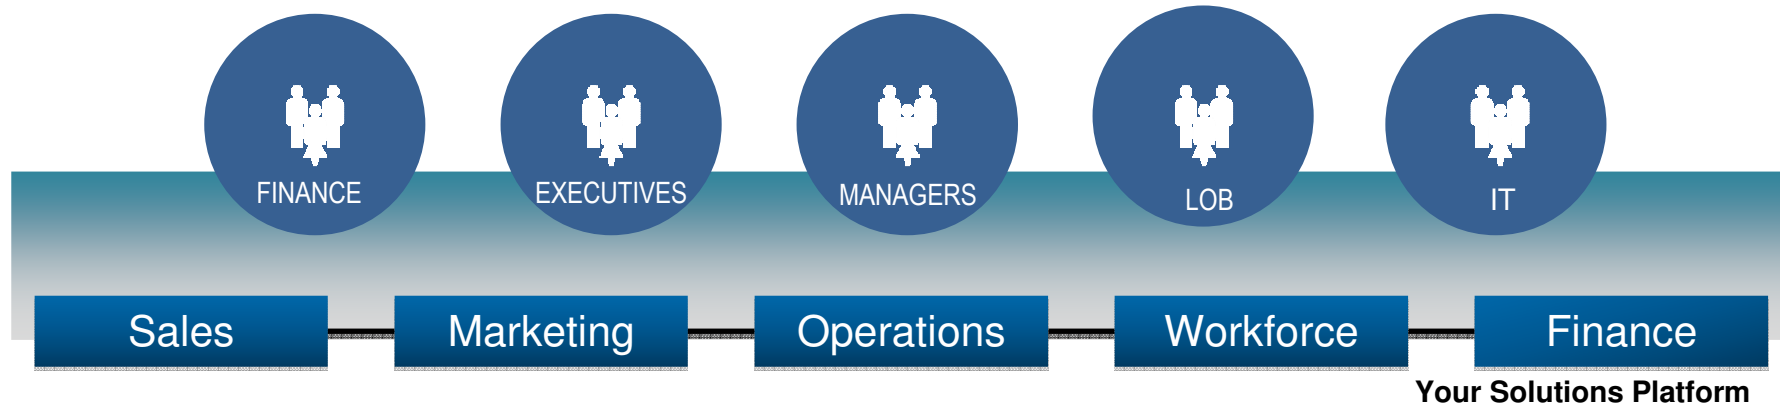 FINANCE
EXECUTIVES
MANAGERS
LOB
IT
Sales
Marketing
Operations
Workforce
Finance
Your Solutions Platform